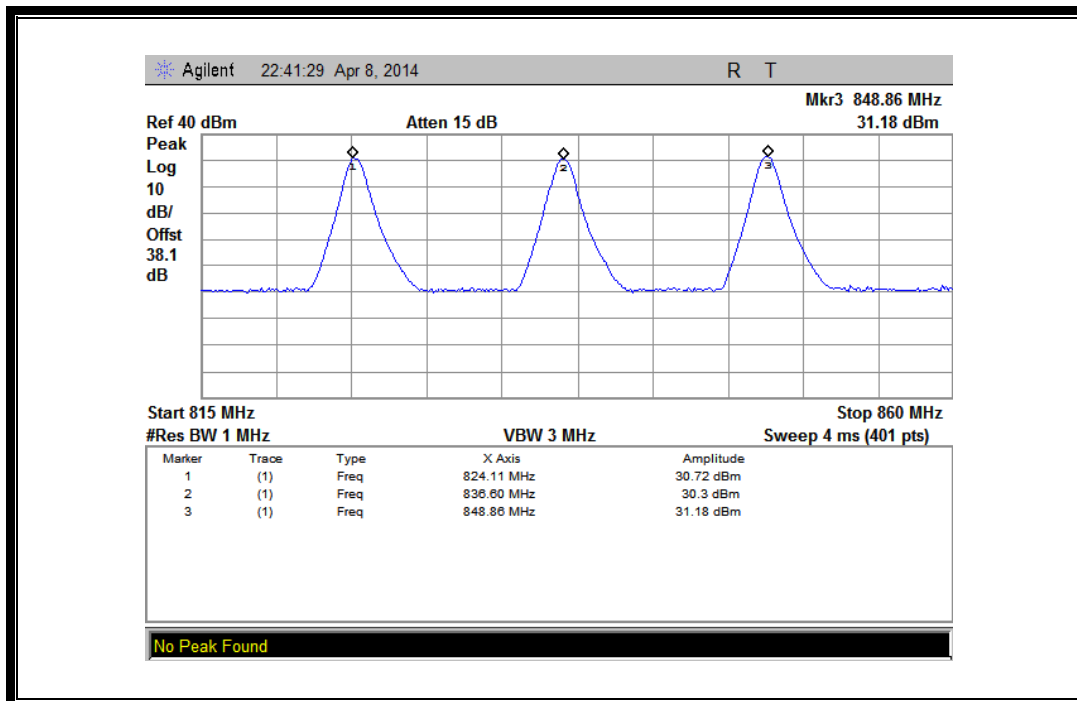 Agilent 22:41:29 Apr 8, 2014 R T
Mkr3 848.86 MHz
Ref 40 dBm Atten 15 dB 31.18 dBm
Peak
Log
10
dB/
Offst
38.1
dB
1 2 3
Start 815 MHz Stop 860 MHz
#Res BW 1 MHz VBW 3 MHz Sweep 4 ms (401 pts)
Marker Trace Type X Axis Amplitude
1 (1) Freq 824.11 MHz 30.72 dBm
2 (1) Freq 836.60 MHz 30.3 dBm
3 (1) Freq 848.86 MHz 31.18 dBm
No Peak Found